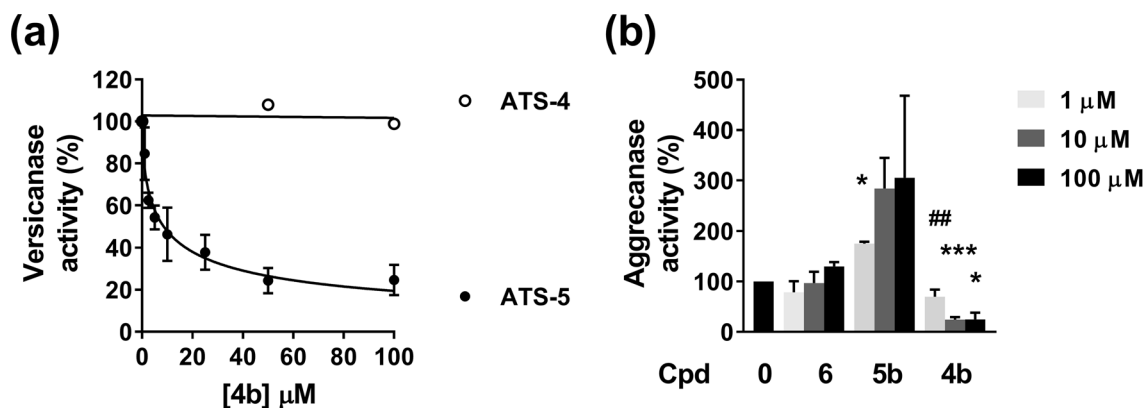 (a)
Versicanase
activity (%)
120
100
80
60
40
20
0
0 20 40 60 80 100
[4b] μM
ATS-4
ATS-5
(b)
Aggrecanase
activity (%)
500
400
300
200
100
0
*
##
***
*
Cpd 0 6 5b 4b
1 μM
10 μM
100 μM